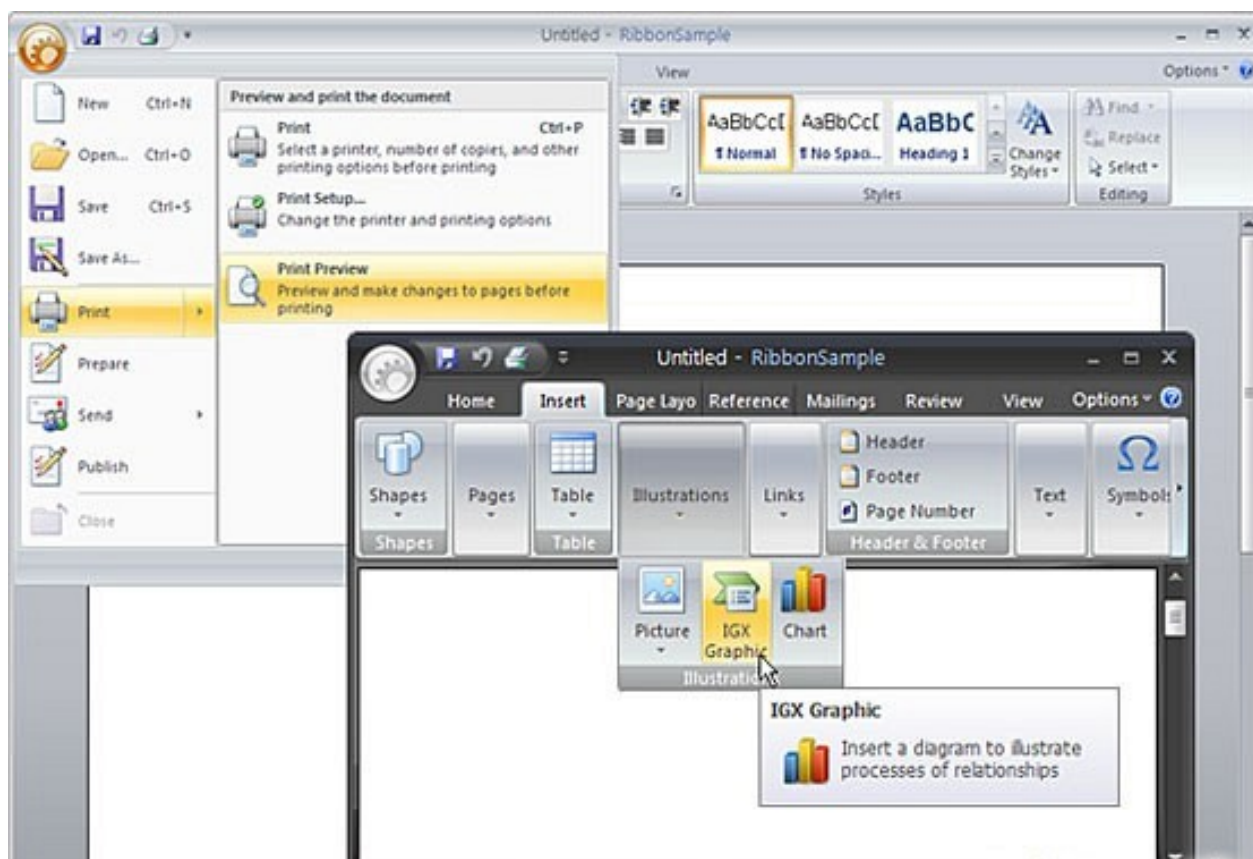 Untitled - RibbonSample
View
Options
New Ctrl+N
Open... Ctrl+O
Save Ctrl+S
Save As...
Print
Prepare
Send
Publish
Close
Preview and print the document
Print Ctrl+P
Select a printer, number of copies, and other
printing options before printing
Print Setup...
Change the printer and printing options
Print Preview
Preview and make changes to pages before
printing
AaBbCcI AaBbCcI AaBbC
¶ Normal ¶ No Spaci... Heading 1
Change
Styles
Styles
Find
Replace
Select
Editing
Untitled - RibbonSample
Home Insert Page Layo Reference Mailings Review View Options
Shapes Pages Table Illustrations Links
Header
Footer
Page Number
Text Symbols
Shapes Table Header & Footer
Picture IGX Chart
Graphic
Illustrations
IGX Graphic
Insert a diagram to illustrate
processes of relationships